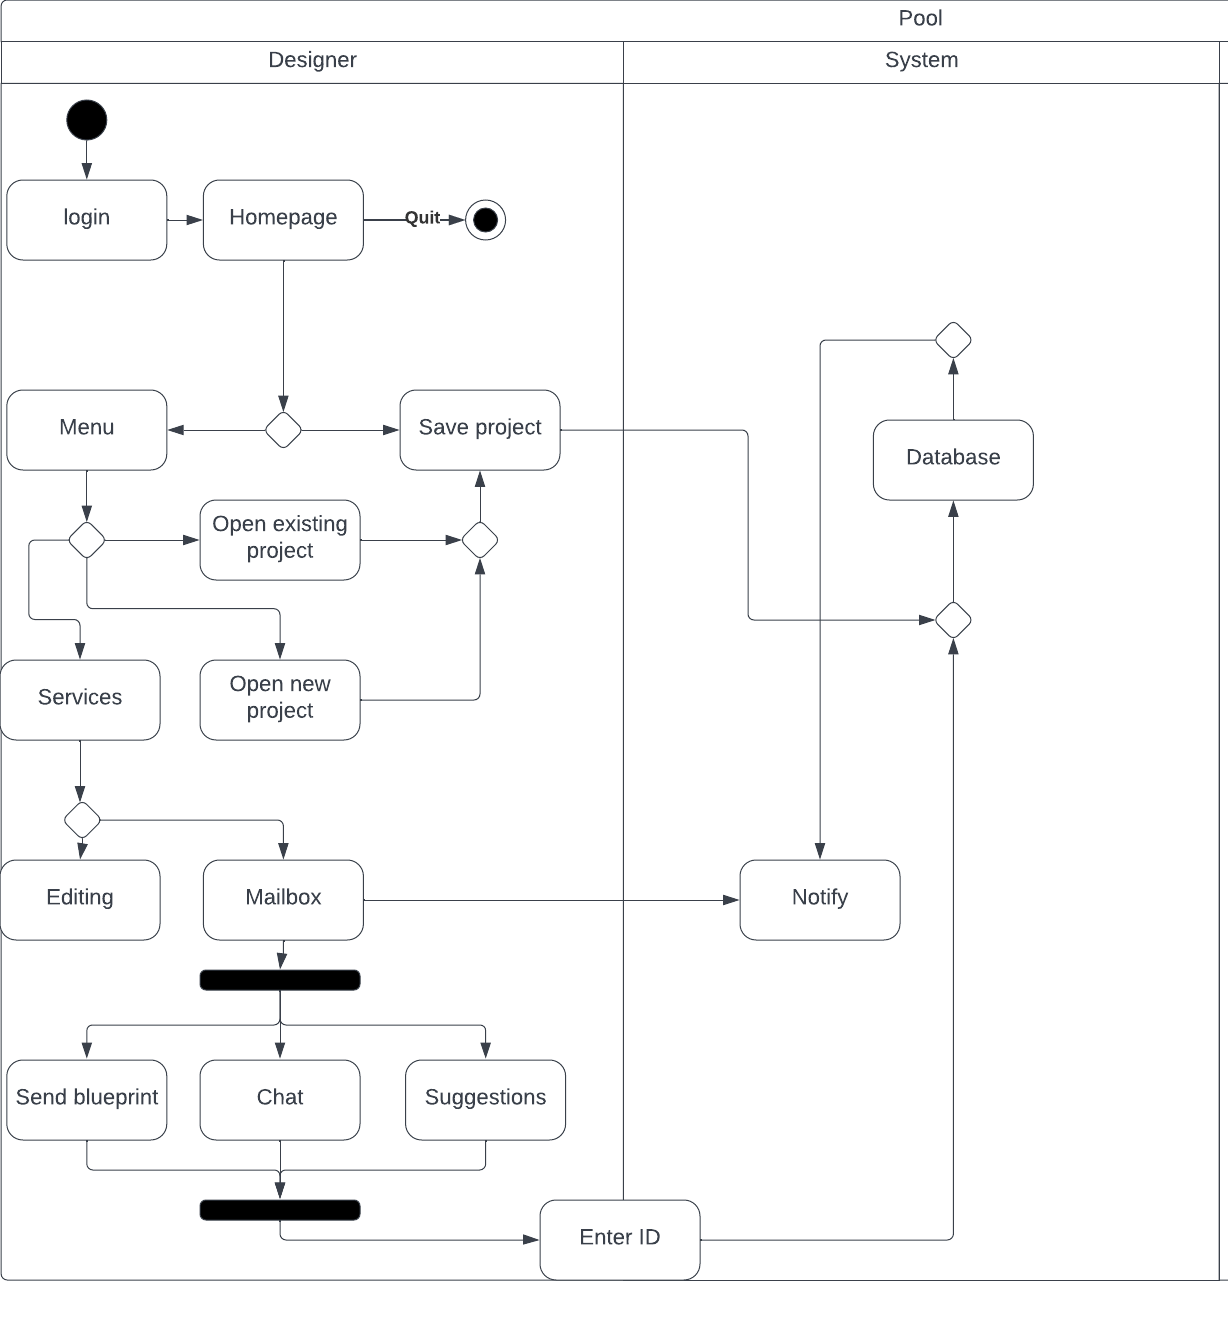 Pool
Designer
System
login
Homepage
Quit
Menu
Save project
Database
Open existing
project
Services
Open new
project
Editing
Mailbox
Notify
Send blueprint
Chat
Suggestions
Enter ID